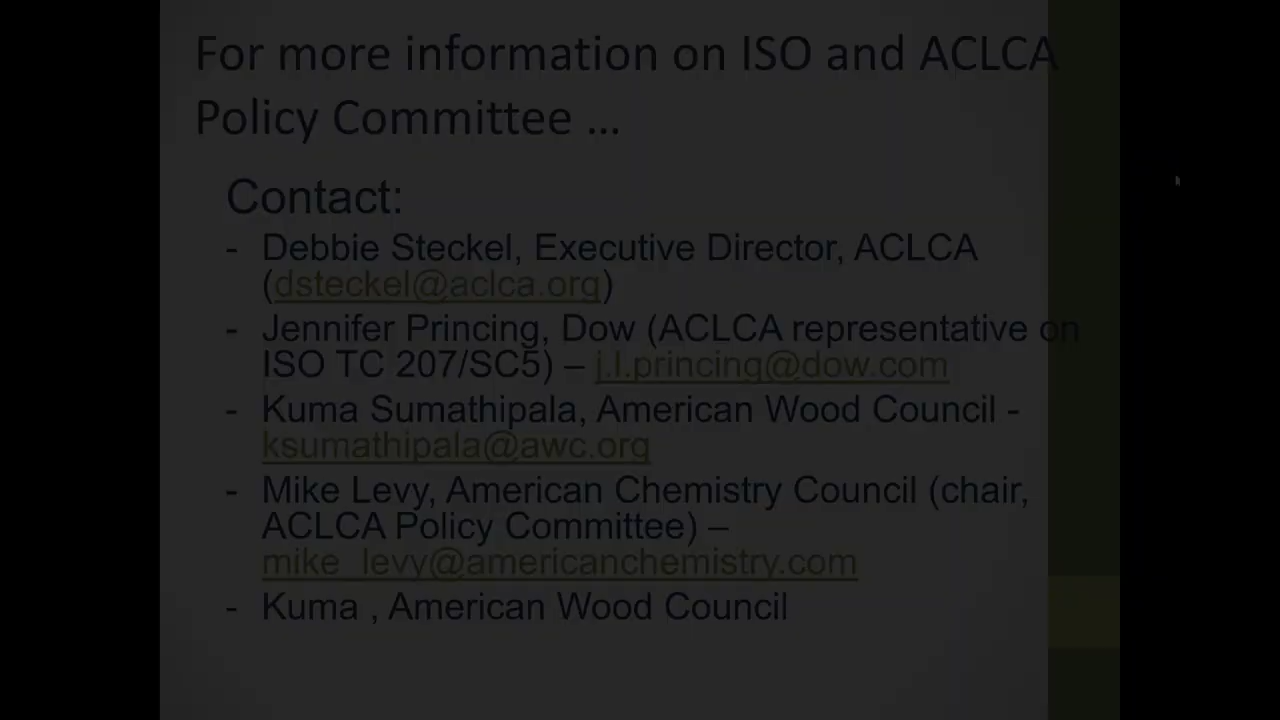 For more information on ISO and ACLCA
Policy Committee ...
Contact:
- Debbie Steckel, Executive Director, ACLCA
(dsteckel@aclca.org)
- Jennifer Princing, Dow (ACLCA representative on
ISO TC 207/SC5) – j.l.princing@dow.com
- Kuma Sumathipala, American Wood Council -
ksumathipala@awc.org
- Mike Levy, American Chemistry Council (chair,
ACLCA Policy Committee) –
mike_levy@americanchemistry.com
- Kuma , American Wood Council